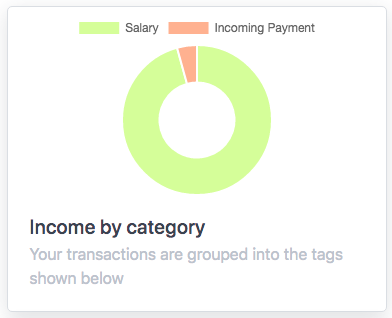 Salary Incoming Payment
Income by category
Your transactions are grouped into the tags
shown below